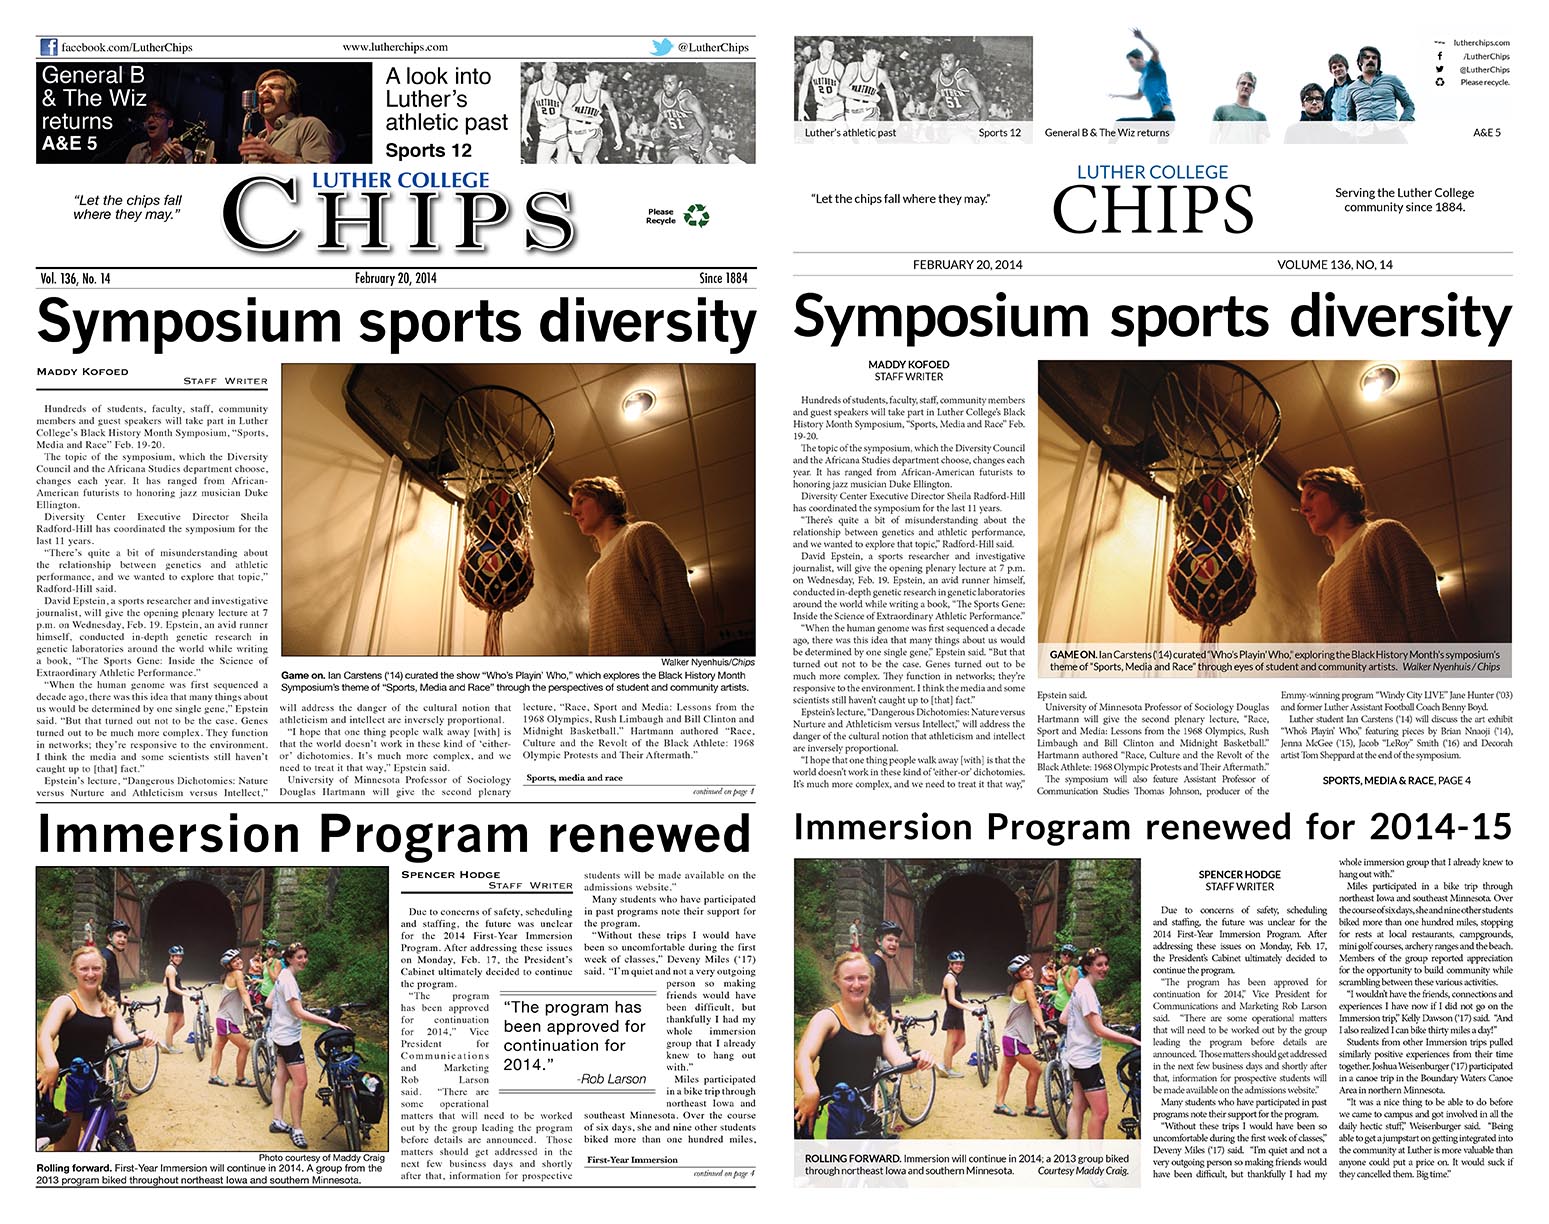 facebook.com/LutherChips
www.lutherchips.com
@LutherChips
General B
& The Wiz
returns
A&E 5
A look into
Luther's
athletic past
Sports 12
"Let the chips fall
where they may."
LUTHER COLLEGE
CHIPS
Please
Recycle
Vol. 136, No. 14
February 20, 2014
Since 1884
Symposium sports diversity
MADDY KOFOED
STAFF WRITER
Hundreds of students, faculty, staff, community
members and guest speakers will take part in Luther
College's Black History Month Symposium, "Sports,
Media and Race" Feb. 19-20.
The topic of the symposium, which the Diversity
Council and the Africana Studies department choose,
changes each year. It has ranged from African-
American futurists to honoring jazz musician Duke
Ellington.
Diversity Center Executive Director Sheila
Radford-Hill has coordinated the symposium for the
last 11 years.
"There's quite a bit of misunderstanding about
the relationship between genetics and athletic
performance, and we wanted to explore that topic,"
Radford-Hill said.
David Epstein, a sports researcher and investigative
journalist, will give the opening plenary lecture at 7
p.m. on Wednesday, Feb. 19. Epstein, an avid runner
himself, conducted in-depth genetic research in
genetic laboratories around the world while writing
a book, "The Sports Gene: Inside the Science of
Extraordinary Athletic Performance."
"When the human genome was first sequenced a
decade ago, there was this idea that many things about
us would be determined by one single gene," Epstein
said. "But that turned out not to be the case. Genes
turned out to be much more complex. They function
in networks; they're responsive to the environment.
I think the media and some scientists still haven't
caught up to [that] fact."
Epstein's lecture, "Dangerous Dichotomies: Nature
versus Nurture and Athleticism versus Intellect,"
Walker Nyenhuis/Chips
Game on. Ian Carstens ('14) curated the show "Who's Playin' Who," which explores the Black History Month
Symposium's theme of "Sports, Media and Race" through the perspectives of student and community artists.
will address the danger of the cultural notion that
athleticism and intellect are inversely proportional.
"I hope that one thing people walk away [with] is
that the world doesn't work in these kind of 'either-
or' dichotomies. It's much more complex, and we
need to treat it that way," Epstein said.
University of Minnesota Professor of Sociology
Douglas Hartmann will give the second plenary
lecture, "Race, Sport and Media: Lessons from the
1968 Olympics, Rush Limbaugh and Bill Clinton and
Midnight Basketball." Hartmann authored "Race,
Culture and the Revolt of the Black Athlete: 1968
Olympic Protests and Their Aftermath."
Sports, media and race
continued on page 4
Immersion Program renewed
Photo courtesy of Maddy Craig
Rolling forward. First-Year Immersion will continue in 2014. A group from the
2013 program biked throughout northeast Iowa and southern Minnesota.
SPENCER HODGE
STAFF WRITER
Due to concerns of safety, scheduling
and staffing, the future was unclear
for the 2014 First-Year Immersion
Program. After addressing these issues
on Monday, Feb. 17, the President's
Cabinet ultimately decided to continue
the program.
"The program
has been approved
for continuation
for 2014," Vice
President for
Communications
and Marketing
Rob Larson
said. "There are
some operational
matters that will need to be worked
out by the group leading the program
before details are announced. Those
matters should get addressed in the
next few business days and shortly
after that, information for prospective
"The program has
been approved for
continuation for
2014."
-Rob Larson
students will be made available on the
admissions website."
Many students who have participated
in past programs note their support for
the program.
"Without these trips I would have
been so uncomfortable during the first
week of classes," Deveny Miles ('17)
said. "I'm quiet and not a very outgoing
person so making
friends would have
been difficult, but
thankfully I had my
whole immersion
group that I already
knew to hang out
with."
Miles participated
in a bike trip through
northeast Iowa and
southeast Minnesota. Over the course
of six days, she and nine other students
biked more than one hundred miles,
First-Year Immersion
continued on page 4
Luther's athletic past
Sports 12
General B & The Wiz returns
A&E 5
lutherchips.com
/LutherChips
@LutherChips
Please recycle.
"Let the chips fall where they may."
LUTHER COLLEGE
CHIPS
Serving the Luther College
community since 1884.
FEBRUARY 20, 2014
VOLUME 136, NO, 14
Symposium sports diversity
MADDY KOFOED
STAFF WRITER
Hundreds of students, faculty, staff, community members
and guest speakers will take part in Luther College's Black
History Month Symposium, "Sports, Media and Race" Feb.
19-20.
The topic of the symposium, which the Diversity Council
and the Africana Studies department choose, changes each
year. It has ranged from African-American futurists to
honoring jazz musician Duke Ellington.
Diversity Center Executive Director Sheila Radford-Hill
has coordinated the symposium for the last 11 years.
"There's quite a bit of misunderstanding about the
relationship between genetics and athletic performance,
and we wanted to explore that topic," Radford-Hill said.
David Epstein, a sports researcher and investigative
journalist, will give the opening plenary lecture at 7 p.m.
on Wednesday, Feb. 19. Epstein, an avid runner himself,
conducted in-depth genetic research in genetic laboratories
around the world while writing a book, "The Sports Gene:
Inside the Science of Extraordinary Athletic Performance."
"When the human genome was first sequenced a decade
ago, there was this idea that many things about us would
be determined by one single gene," Epstein said. "But that
turned out not to be the case. Genes turned out to be
much more complex. They function in networks; they're
responsive to the environment. I think the media and some
scientists still haven't caught up to [that] fact."
Epstein's lecture, "Dangerous Dichotomies: Nature versus
Nurture and Athleticism versus Intellect," will address the
danger of the cultural notion that athleticism and intellect
are inversely proportional.
"I hope that one thing people walk away [with] is that the
world doesn't work in these kind of 'either-or' dichotomies.
It's much more complex, and we need to treat it that way,"
GAME ON. Ian Carstens ('14) curated "Who's Playin' Who," exploring the Black History Month's symposium's
theme of "Sports, Media and Race" through eyes of student and community artists. Walker Nyenhuis / Chips
Epstein said.
University of Minnesota Professor of Sociology Douglas
Hartmann will give the second plenary lecture, "Race,
Sport and Media: Lessons from the 1968 Olympics, Rush
Limbaugh and Bill Clinton and Midnight Basketball."
Hartmann authored "Race, Culture and the Revolt of the
Black Athlete: 1968 Olympic Protests and Their Aftermath."
The symposium will also feature Assistant Professor of
Communication Studies Thomas Johnson, producer of the
Emmy-winning program "Windy City LIVE" Jane Hunter ('03)
and former Luther Assistant Football Coach Benny Boyd.
Luther student Ian Carstens ('14) will discuss the art exhibit
"Who's Playin' Who," featuring pieces by Brian Nnaoji ('14),
Jenna McGee ('15), Jacob "LeRoy" Smith ('16) and Decorah
artist Tom Sheppard at the end of the symposium.
SPORTS, MEDIA & RACE, PAGE 4
Immersion Program renewed for 2014-15
ROLLING FORWARD. Immersion will continue in 2014; a 2013 group biked
through northeast Iowa and southern Minnesota. Courtesy Maddy Craig.
SPENCER HODGE
STAFF WRITER
Due to concerns of safety, scheduling
and staffing, the future was unclear for the
2014 First-Year Immersion Program. After
addressing these issues on Monday, Feb. 17,
the President's Cabinet ultimately decided to
continue the program.
"The program has been approved for
continuation for 2014," Vice President for
Communications and Marketing Rob Larson
said. "There are some operational matters
that will need to be worked out by the group
leading the program before details are
announced. Those matters should get addressed
in the next few business days and shortly after
that, information for prospective students will
be made available on the admissions website."
Many students who have participated in past
programs note their support for the program.
"Without these trips I would have been so
uncomfortable during the first week of classes,"
Deveny Miles ('17) said. "I'm quiet and not a
very outgoing person so making friends would
have been difficult, but thankfully I had my
whole immersion group that I already knew to
hang out with."
Miles participated in a bike trip through
northeast Iowa and southeast Minnesota. Over
the course of six days, she and nine other students
biked more than one hundred miles, stopping
for rests at local restaurants, campgrounds,
mini golf courses, archery ranges and the beach.
Members of the group reported appreciation
for the opportunity to build community while
scrambling between these various activities.
"I wouldn't have the friends, connections and
experiences I have now if I did not go on the
Immersion trip," Kelly Dawson ('17) said. "And
I also realized I can bike thirty miles a day!"
Students from other Immersion trips pulled
similarly positive experiences from their time
together. Joshua Weisenburger ('17) participated
in a canoe trip in the Boundary Waters Canoe
Area in northern Minnesota.
"It was a nice thing to be able to do before
we came to campus and got involved in all the
daily hectic stuff," Weisenburger said. "Being
able to get a jumpstart on getting integrated into
the community at Luther is more valuable than
anyone could put a price on. It would suck if
they cancelled them. Big time."